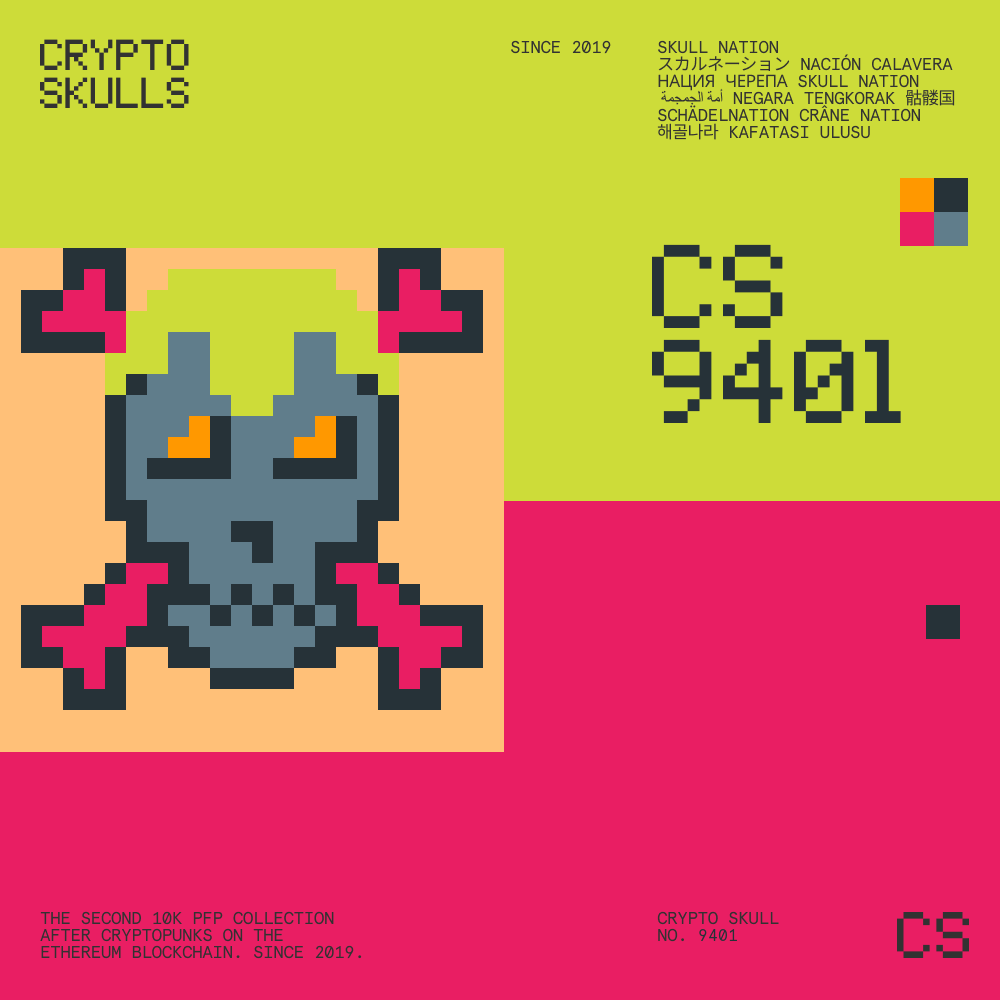 CRYPTO
SKULLS
SINCE 2019
SKULL NATION
スカルネーション NACIÓN CALAVERA
НАЦИЯ ЧЕРЕПА SKULL NATION
أمة الجمجمة NEGARA TENGKORAK 骷髅国
SCHÄDELNATION CRÂNE NATION
해골나라 KAFATASI ULUSU
CS
9401
THE SECOND 10K PFP COLLECTION
AFTER CRYPTOPUNKS ON THE
ETHEREUM BLOCKCHAIN. SINCE 2019.
CRYPTO SKULL
NO. 9401
CS